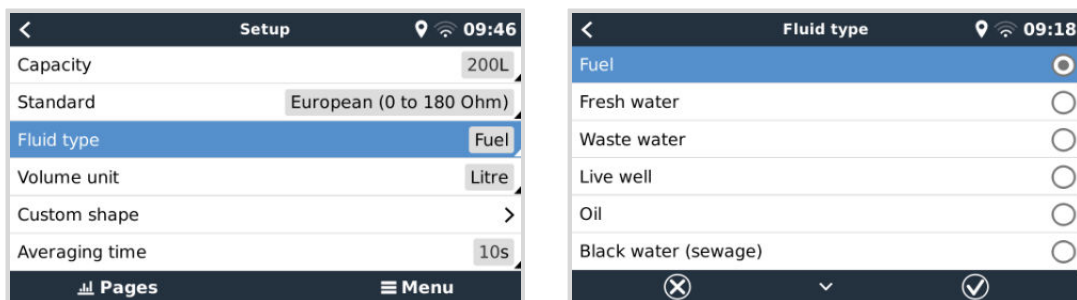 Setup 09:46
Capacity 200L
Standard European (0 to 180 Ohm)
Fluid type Fuel
Volume unit Litre
Custom shape
Averaging time 10s
Pages Menu
Fluid type 09:18
Fuel
Fresh water
Waste water
Live well
Oil
Black water (sewage)